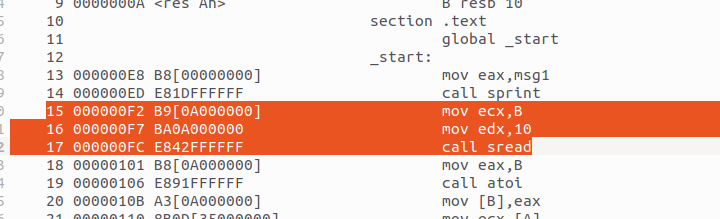 9 0000000A <res Ah> B resb 10
10 section .text
11 global _start
12 _start:
13 000000E8 B8[00000000] mov eax,msg1
14 000000ED E81DFFFFFF call sprint
15 000000F2 B9[0A000000] mov ecx,B
16 000000F7 BA0A000000 mov edx,10
17 000000FC E842FFFFFF call sread
18 00000101 B8[0A000000] mov eax,B
19 00000106 E891FFFFFF call atoi
20 0000010B A3[0A000000] mov [B],eax
21 00000110 8B0D[35000000] mov ecx,[A]